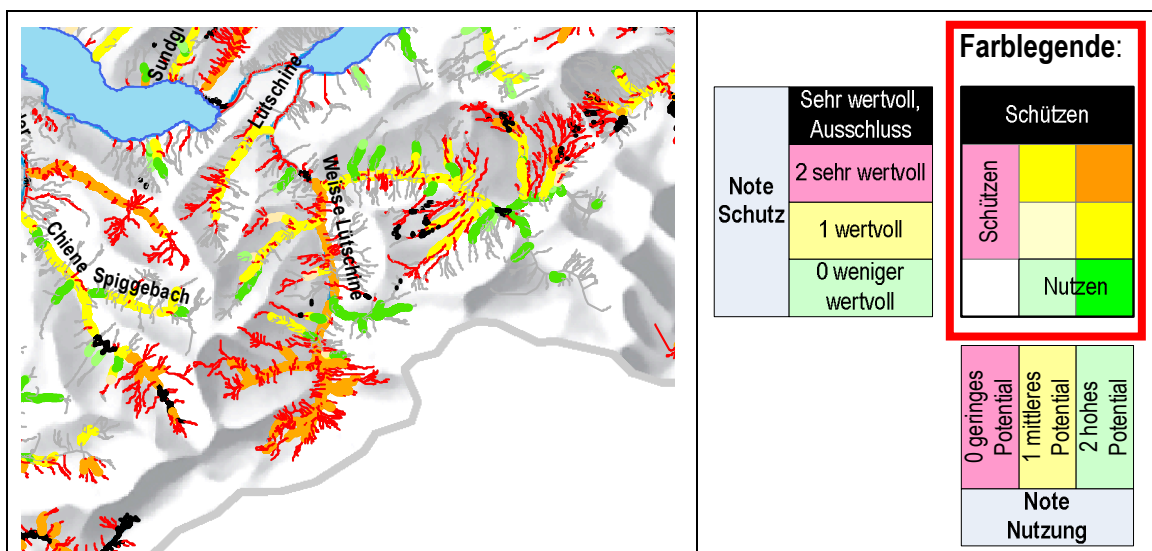 Sundgr
Lütschine
Weisse Lütschine
Chiene
Spiggebach
Farblegende:
Sehr wertvoll,
Ausschluss
2 sehr wertvoll
1 wertvoll
0 weniger
wertvoll
Note
Schutz
Schützen
Schützen
Nutzen
0 geringes
Potential
1 mittleres
Potential
2 hohes
Potential
Note
Nutzung